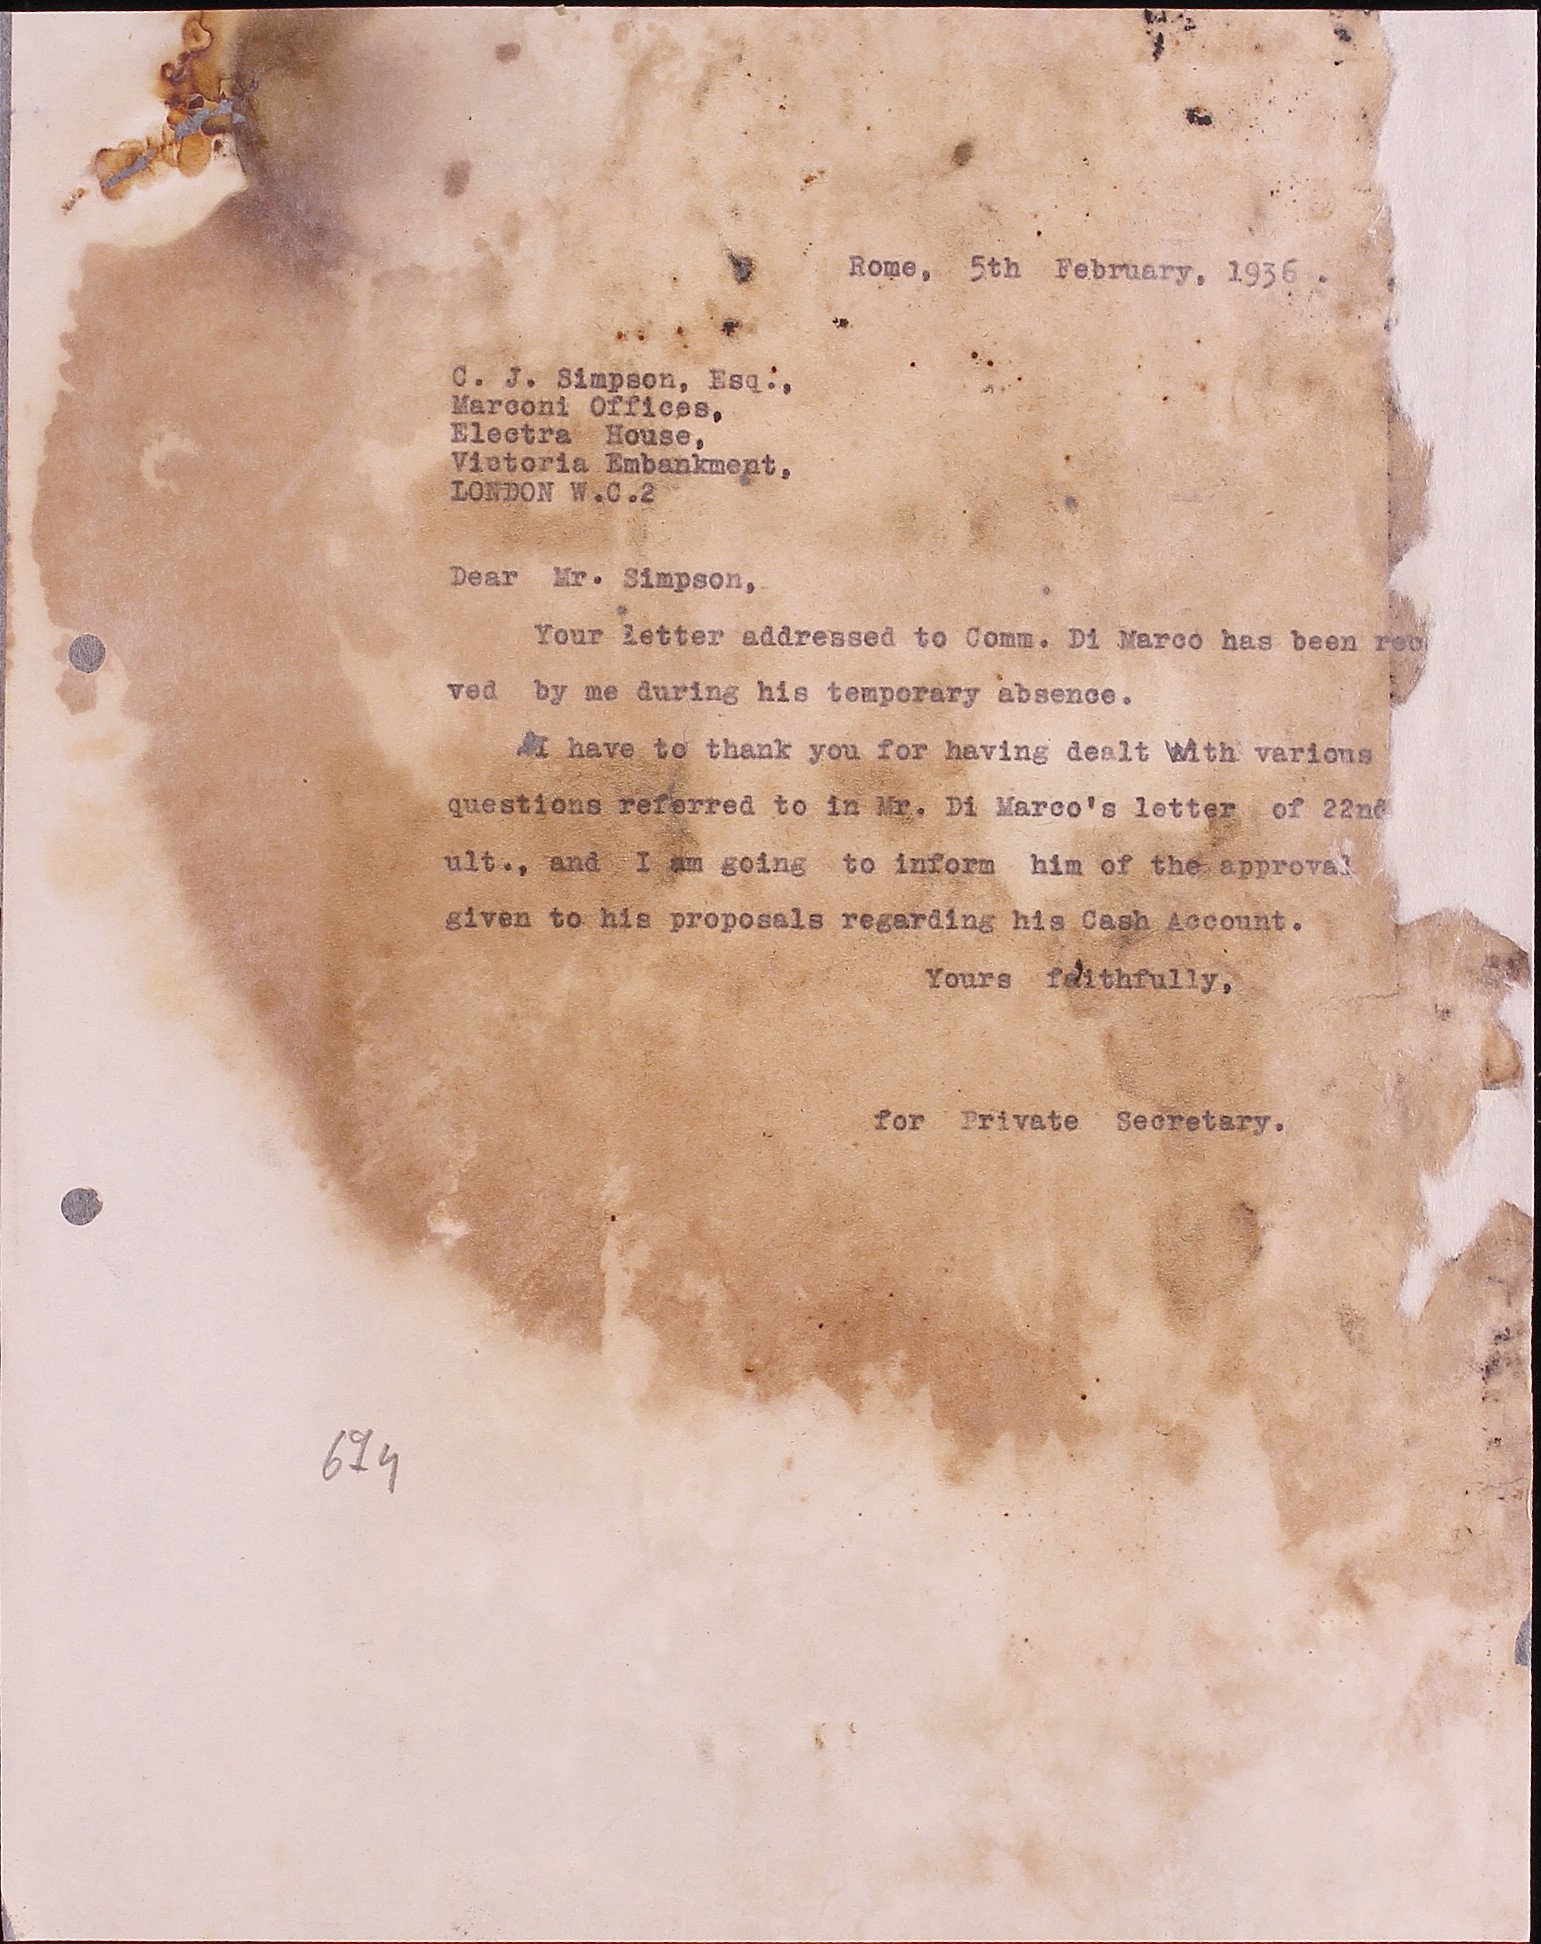 Rome, 5th February, 1936 .
C. J. Simpson, Esq.,
Marconi Offices,
Electra House,
Victoria Embankment,
LONDON W.C.2
Dear Mr. Simpson,
Your letter addressed to Comm. Di Marco has been rec
ved by me during his temporary absence.
I have to thank you for having dealt with various
questions referred to in Mr. Di Marco's letter of 22nd
ult., and I am going to inform him of the approval
given to his proposals regarding his Cash Account.
Yours faithfully,
for Private Secretary.